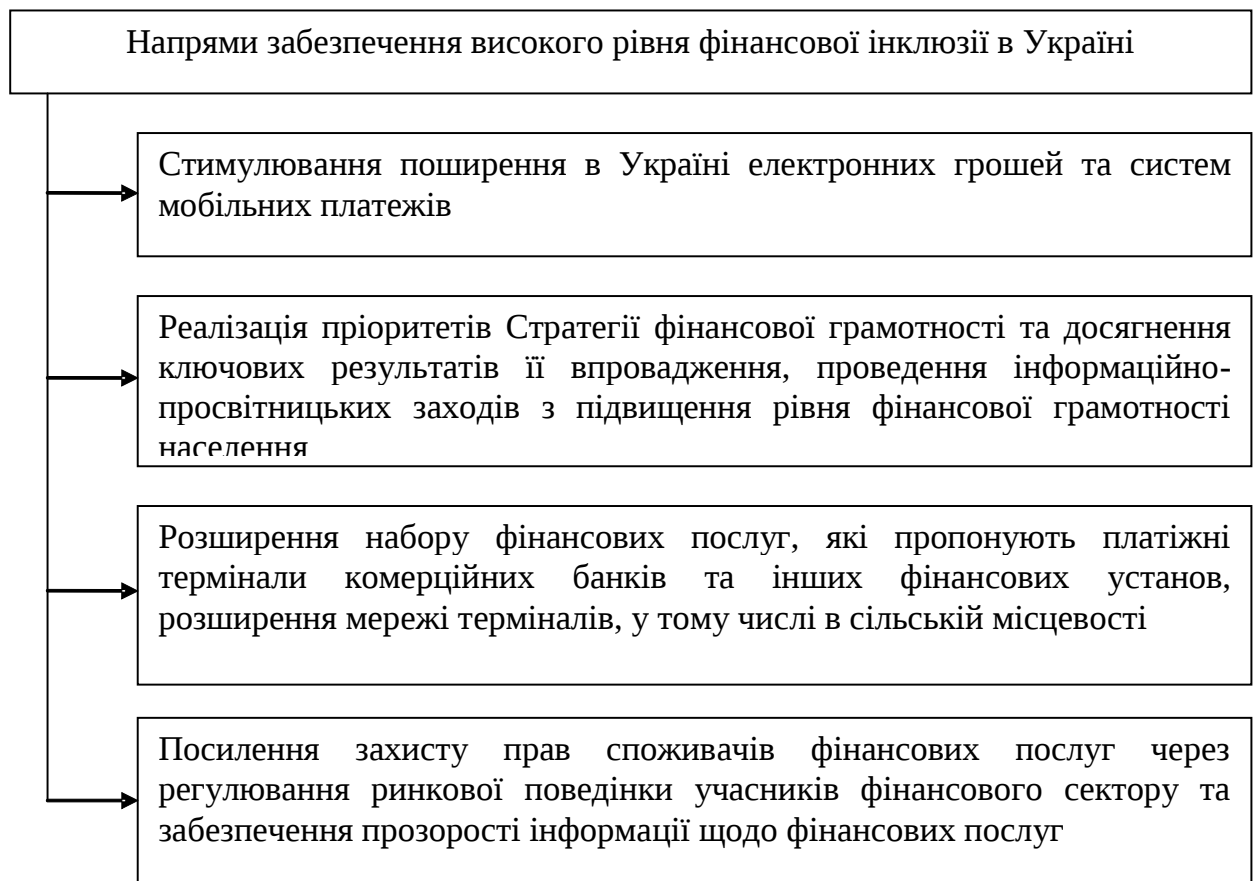 Напрями забезпечення високого рівня фінансової інклюзії в Україні
Стимулювання поширення в Україні електронних грошей та систем
мобільних платежів
Реалізація пріоритетів Стратегії фінансової грамотності та досягнення
ключових результатів її впровадження, проведення інформаційно-
просвітницьких заходів з підвищення рівня фінансової грамотності
населення
Розширення набору фінансових послуг, які пропонують платіжні
термінали комерційних банків та інших фінансових установ,
розширення мережі терміналів, у тому числі в сільській місцевості
Посилення захисту прав споживачів фінансових послуг через
регулювання ринкової поведінки учасників фінансового сектору та
забезпечення прозорості інформації щодо фінансових послуг